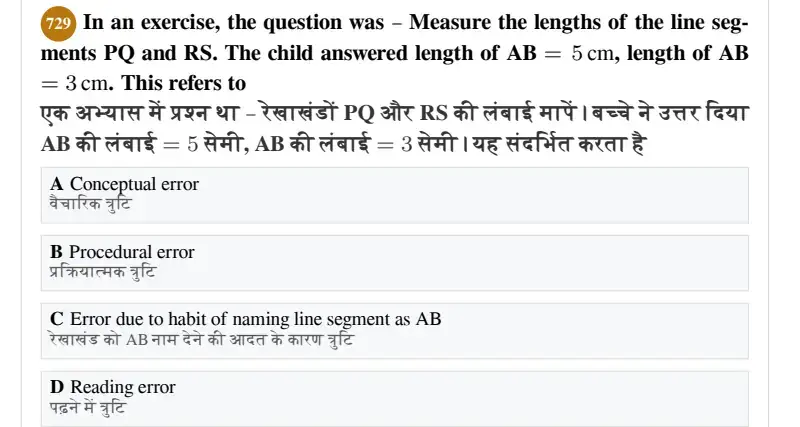 729 In an exercise, the question was – Measure the lengths of the line seg-
ments PQ and RS. The child answered length of AB = 5 cm, length of AB
= 3 cm. This refers to
एक अभ्यास में प्रश्न था – रेखाखंडों PQ और RS की लंबाई मापें। बच्चे ने उत्तर दिया
AB की लंबाई = 5 सेमी, AB की लंबाई = 3 सेमी। यह संदर्भित करता है
A Conceptual error
वैचारिक त्रुटि
B Procedural error
प्रक्रियात्मक त्रुटि
C Error due to habit of naming line segment as AB
रेखाखंड को AB नाम देने की आदत के कारण त्रुटि
D Reading error
पढ़ने में त्रुटि